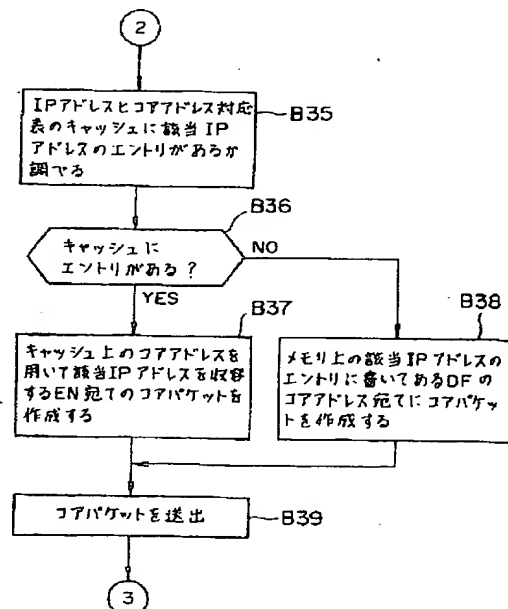 2
IPアドレスとコアアドレス対応
表のキャッシュに該当IP
アドレスのエントリがあるか
調べる
B35
B36
キャッシュに
エントリがある?
NO
YES
B37
キャッシュ上のコアアドレスを
用いて該当IPアドレスを収容
するEN宛てのコアパケットを
作成する
B38
メモリ上の該当IPアドレスの
エントリに書いてあるDFの
コアアドレス宛てにコアパケッ
トを作成する
コアパケットを送出
B39
3